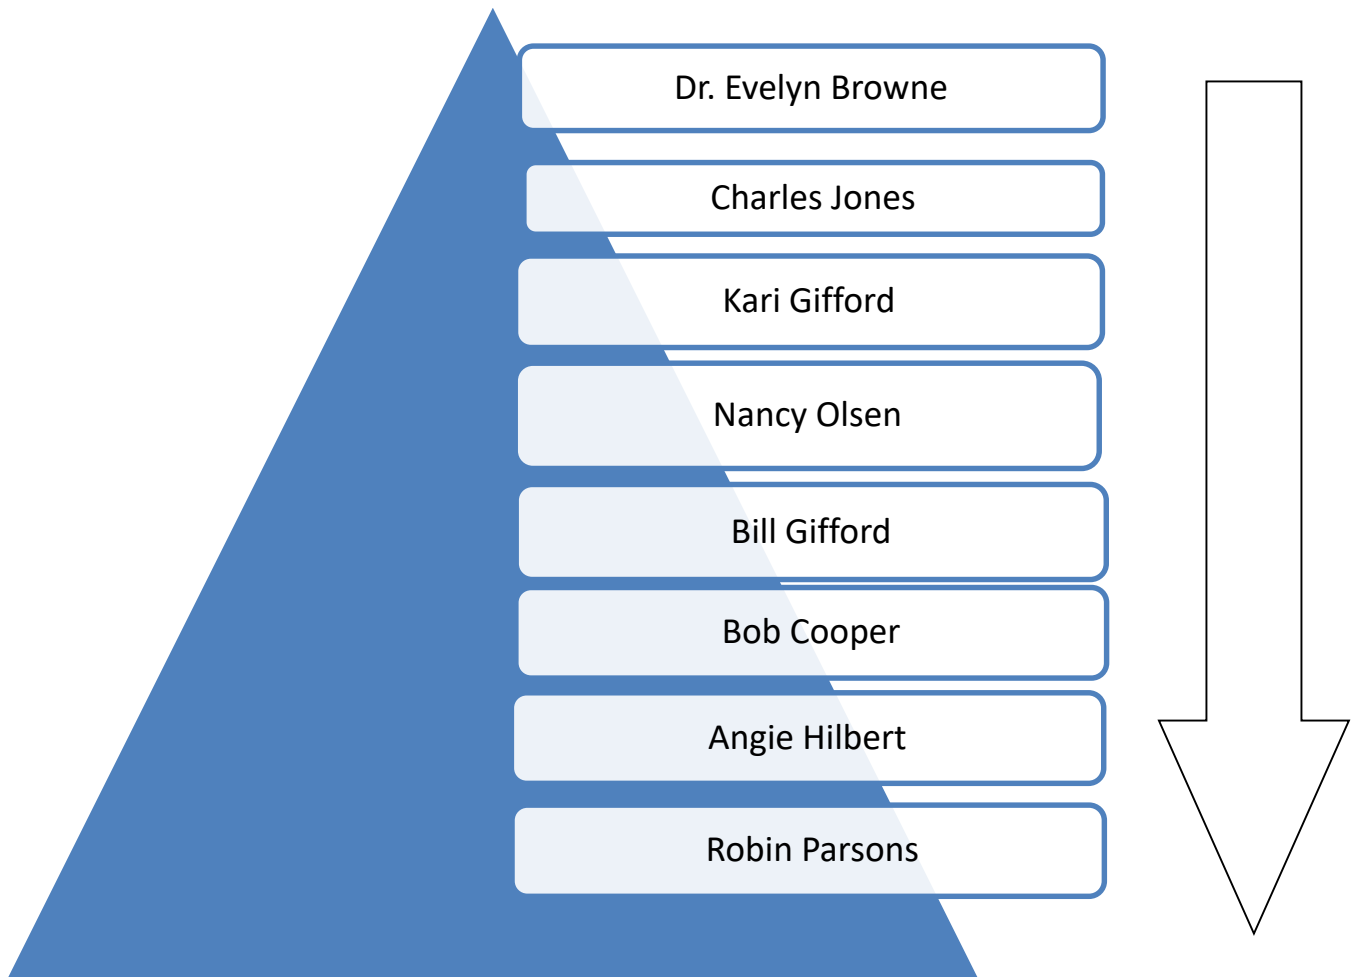 Dr. Evelyn Browne
Charles Jones
Kari Gifford
Nancy Olsen
Bill Gifford
Bob Cooper
Angie Hilbert
Robin Parsons